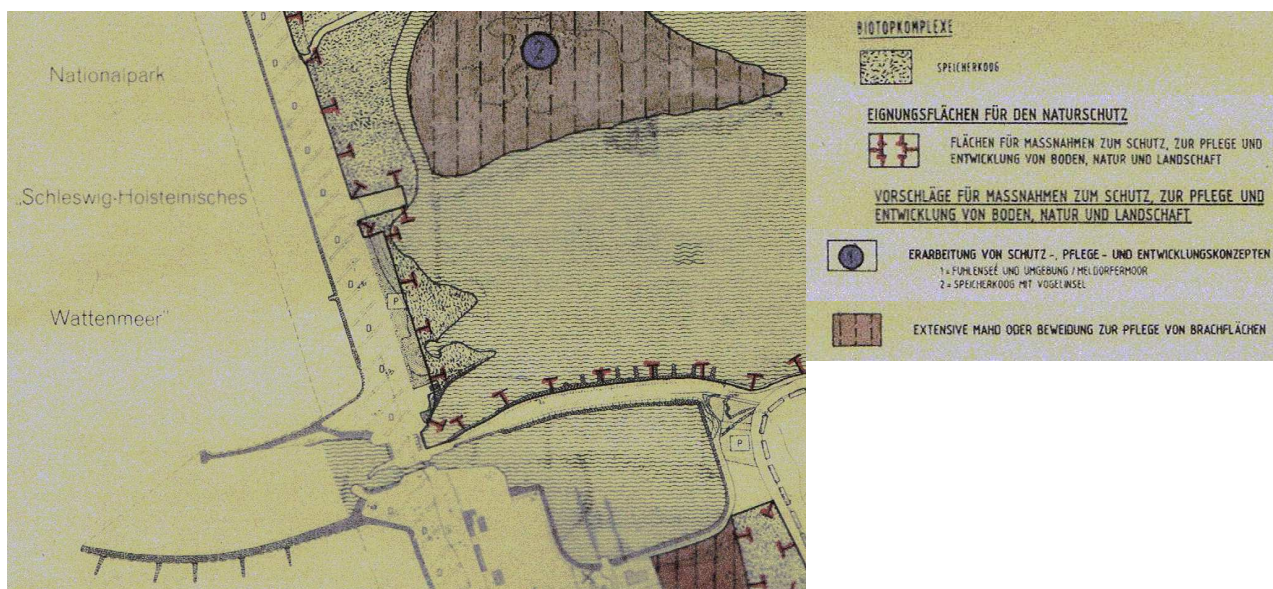 Nationalpark
„Schleswig-Holsteinisches
Wattenmeer"
2
P
P
BIOTOPKOMPLEXE
SPEICHERKOOG
EIGNUNGSFLÄCHEN FÜR DEN NATURSCHUTZ
FLÄCHEN FÜR MASSNAHMEN ZUM SCHUTZ, ZUR PFLEGE UND
ENTWICKLUNG VON BODEN, NATUR UND LANDSCHAFT
VORSCHLÄGE FÜR MASSNAHMEN ZUM SCHUTZ, ZUR PFLEGE UND
ENTWICKLUNG VON BODEN, NATUR UND LANDSCHAFT
1
ERARBEITUNG VON SCHUTZ-, PFLEGE- UND ENTWICKLUNGSKONZEPTEN
1 = FUHLENSEE UND UMGEBUNG / MELDORFERMOOR
2 = SPEICHERKOOG MIT VOGELINSEL
EXTENSIVE MAHD ODER BEWEIDUNG ZUR PFLEGE VON BRACHFLÄCHEN